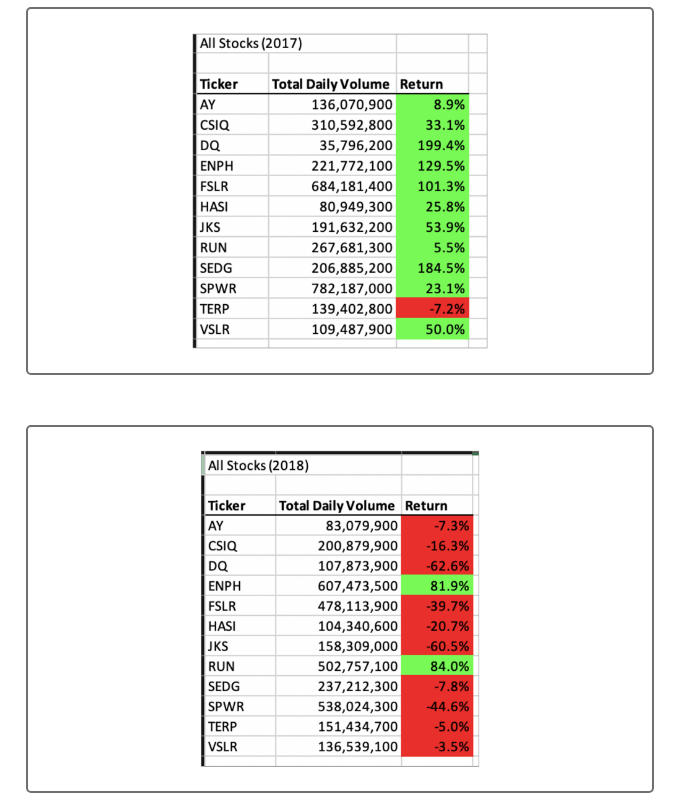 All Stocks (2017)
Ticker Total Daily Volume Return
AY 136,070,900 8.9%
CSIQ 310,592,800 33.1%
DQ 35,796,200 199.4%
ENPH 221,772,100 129.5%
FSLR 684,181,400 101.3%
HASI 80,949,300 25.8%
JKS 191,632,200 53.9%
RUN 267,681,300 5.5%
SEDG 206,885,200 184.5%
SPWR 782,187,000 23.1%
TERP 139,402,800 -7.2%
VSLR 109,487,900 50.0%
All Stocks (2018)
Ticker Total Daily Volume Return
AY 83,079,900 -7.3%
CSIQ 200,879,900 -16.3%
DQ 107,873,900 -62.6%
ENPH 607,473,500 81.9%
FSLR 478,113,900 -39.7%
HASI 104,340,600 -20.7%
JKS 158,309,000 -60.5%
RUN 502,757,100 84.0%
SEDG 237,212,300 -7.8%
SPWR 538,024,300 -44.6%
TERP 151,434,700 -5.0%
VSLR 136,539,100 -3.5%